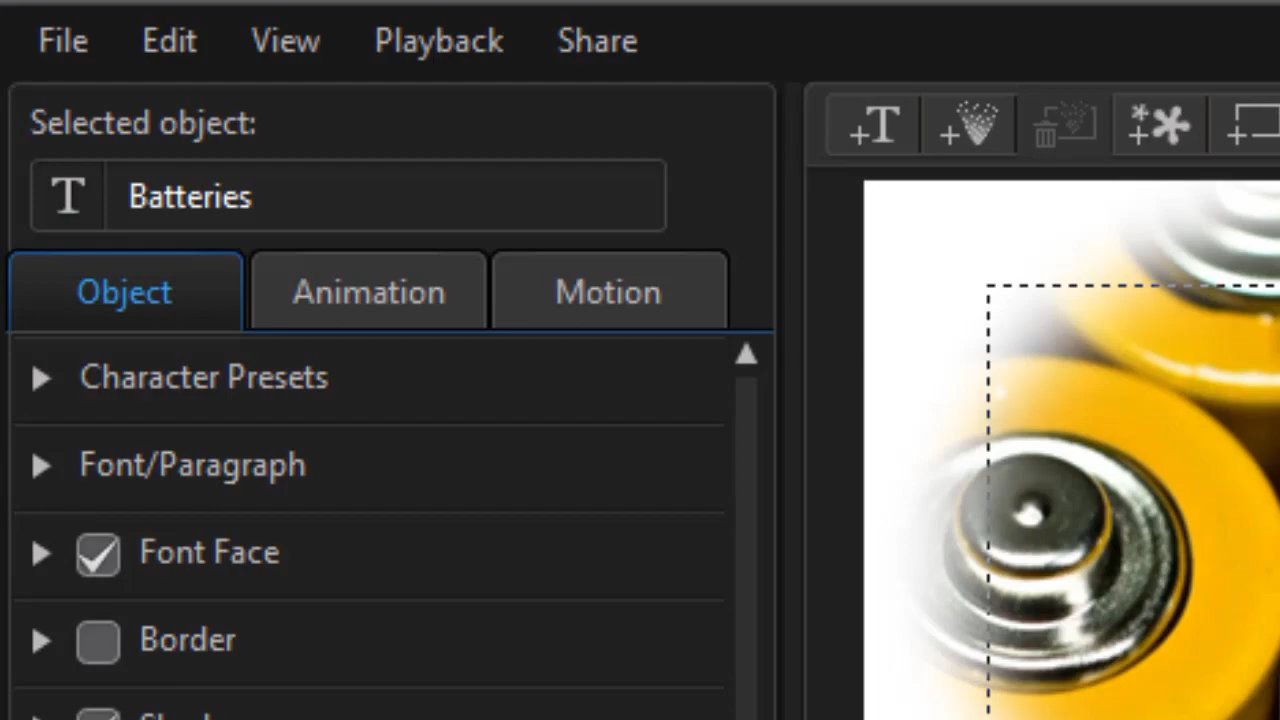 File Edit View Playback Share
Selected object:
T Batteries
Object Animation Motion
Character Presets
Font/Paragraph
Font Face
Border